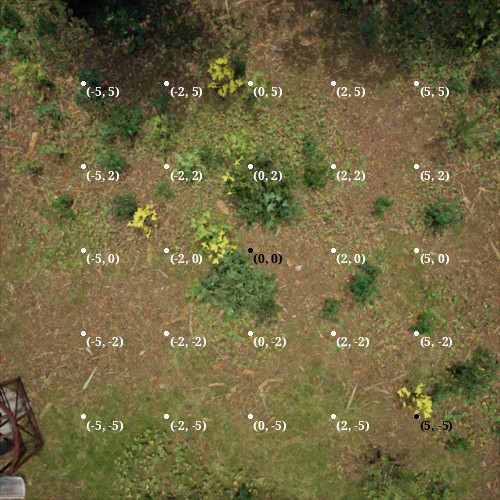 (-5, 5) (-2, 5) (0, 5) (2, 5) (5, 5)
(-5, 2) (-2, 2) (0, 2) (2, 2) (5, 2)
(-5, 0) (-2, 0) (0, 0) (2, 0) (5, 0)
(-5, -2) (-2, -2) (0, -2) (2, -2) (5, -2)
(-5, -5) (-2, -5) (0, -5) (2, -5) (5, -5)